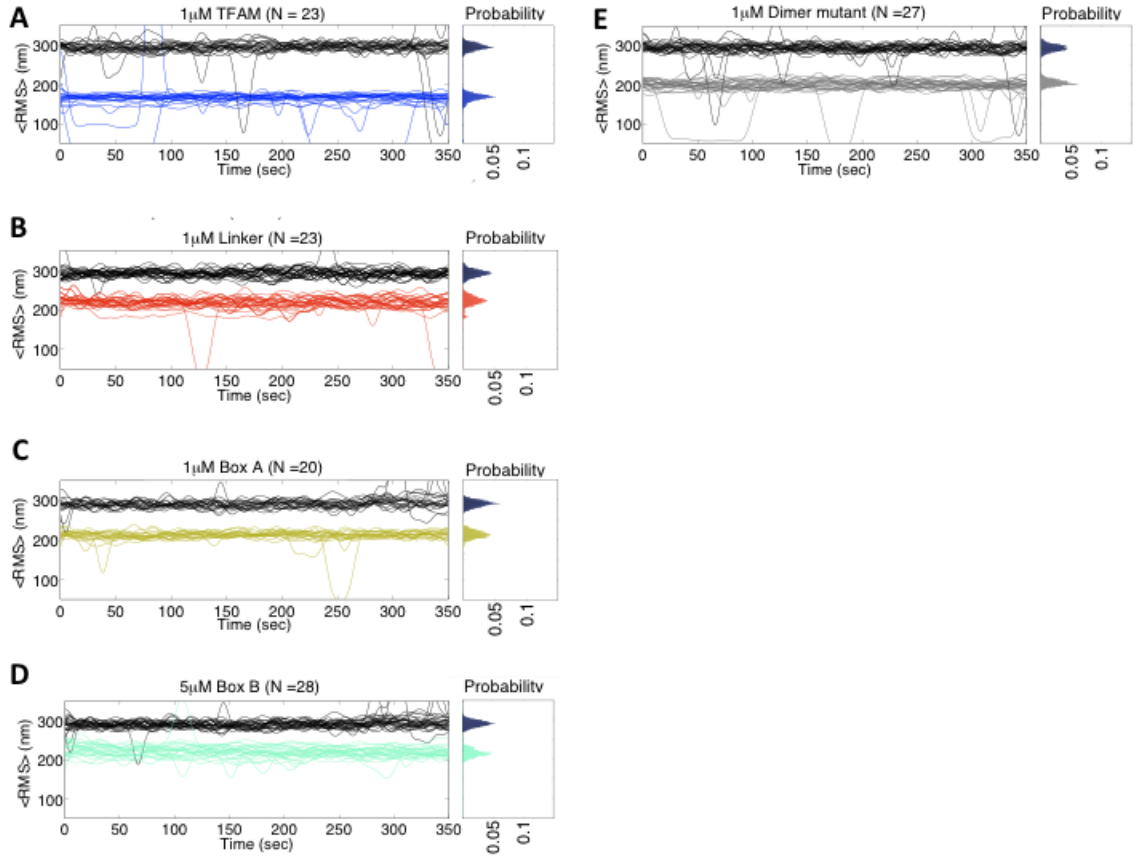 A
1μM TFAM (N = 23)
Probability
<RMS> (nm)
300
200
100
0 50 100 150 200 250 300 350
Time (sec)
0.05
0.1
E
1μM Dimer mutant (N =27)
Probability
<RMS> (nm)
300
200
100
0 50 100 150 200 250 300 350
Time (sec)
0.05
0.1
B
1μM Linker (N =23)
Probability
<RMS> (nm)
300
200
100
0 50 100 150 200 250 300 350
Time (sec)
0.05
0.1
C
1μM Box A (N =20)
Probability
<RMS> (nm)
300
200
100
0 50 100 150 200 250 300 350
Time (sec)
0.05
0.1
D
5μM Box B (N =28)
Probability
<RMS> (nm)
300
200
100
0 50 100 150 200 250 300 350
Time (sec)
0.05
0.1